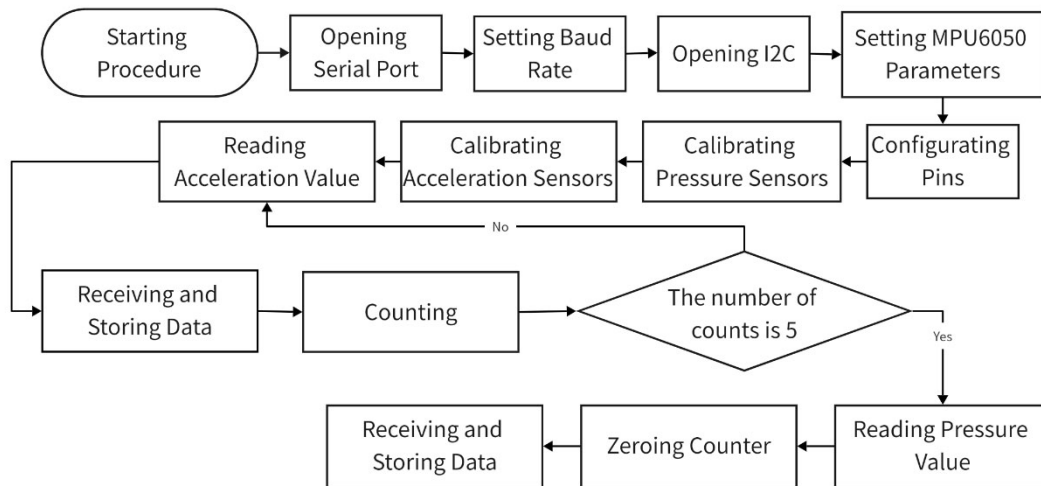 Starting
Procedure
Opening
Serial Port
Setting Baud
Rate
Opening I2C
Setting MPU6050
Parameters
Configurating
Pins
Calibrating
Pressure Sensors
Calibrating
Acceleration Sensors
Reading
Acceleration Value
Receiving and
Storing Data
Counting
The number of
counts is 5
No
Yes
Reading Pressure
Value
Zeroing Counter
Receiving and
Storing Data